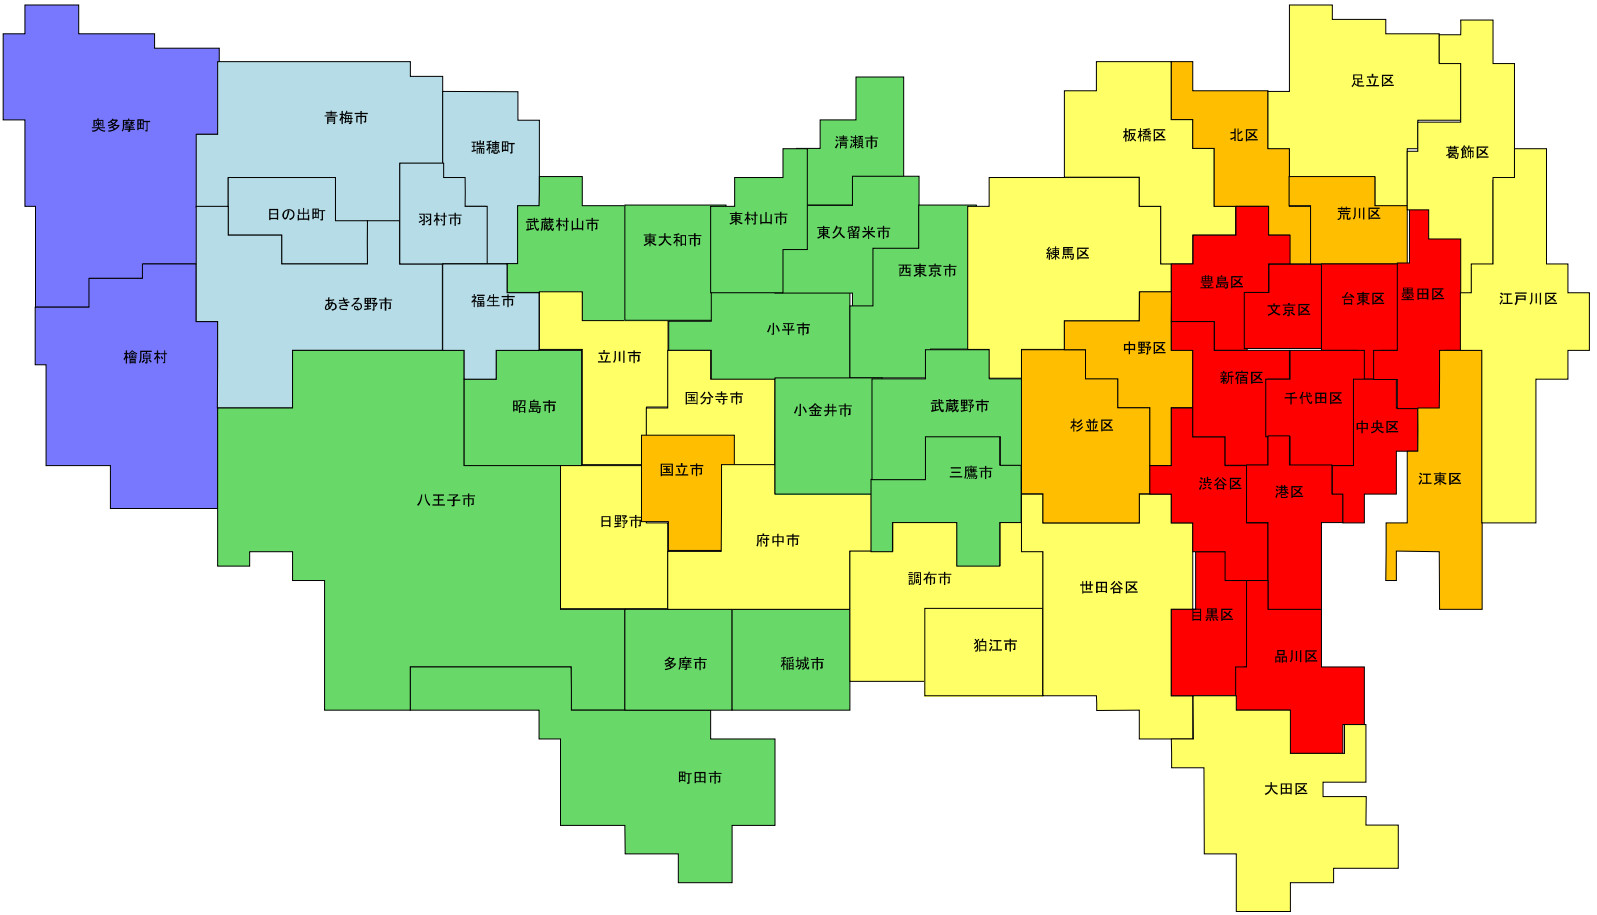 足立区
青梅市
奥多摩町
北区
板橋区
清瀬市
瑞穂町
葛飾区
日の出町
羽村市
武蔵村山市
東村山市
荒川区
東大和市
東久留米市
練馬区
西東京市
豊島区
墨田区
台東区
江戸川区
福生市
あきる野市
文京区
小平市
中野区
檜原村
立川市
新宿区
国分寺市
千代田区
昭島市
小金井市
武蔵野市
杉並区
中央区
国立市
三鷹市
江東区
渋谷区
港区
八王子市
日野市
府中市
調布市
世田谷区
目黒区
狛江市
品川区
多摩市
稲城市
町田市
大田区